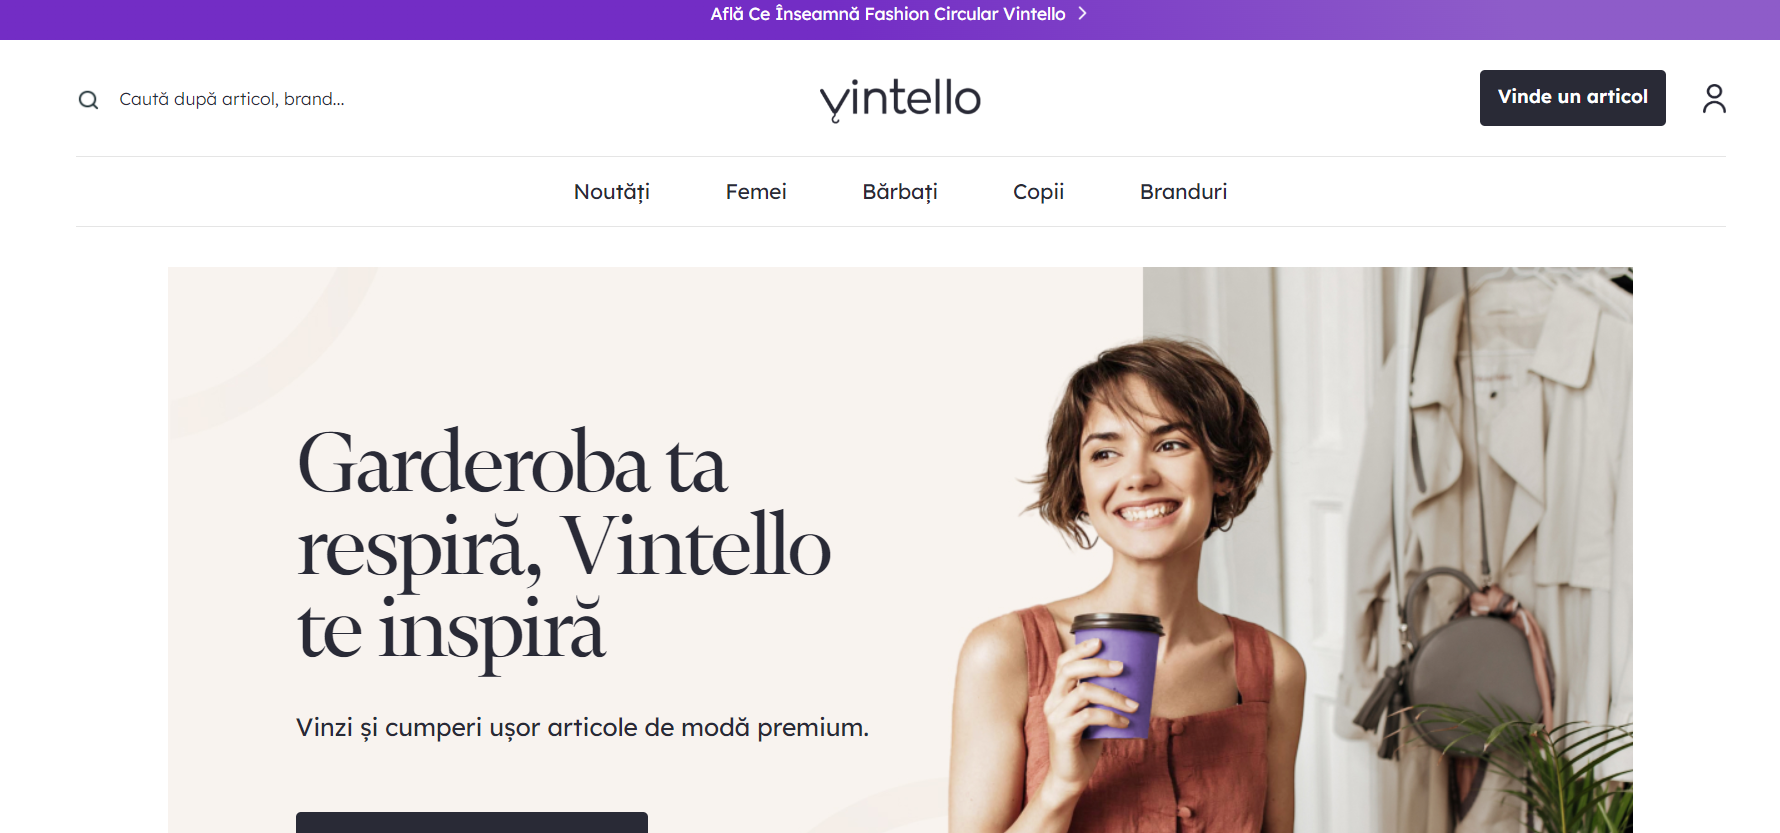 Află Ce Înseamnă Fashion Circular Vintello
Caută după articol, brand...
vintello
Vinde un articol
Noutăți
Femei
Bărbați
Copii
Branduri
Garderoba ta
respiră, Vintello
te inspiră
Vinzi și cumperi ușor articole de modă premium.